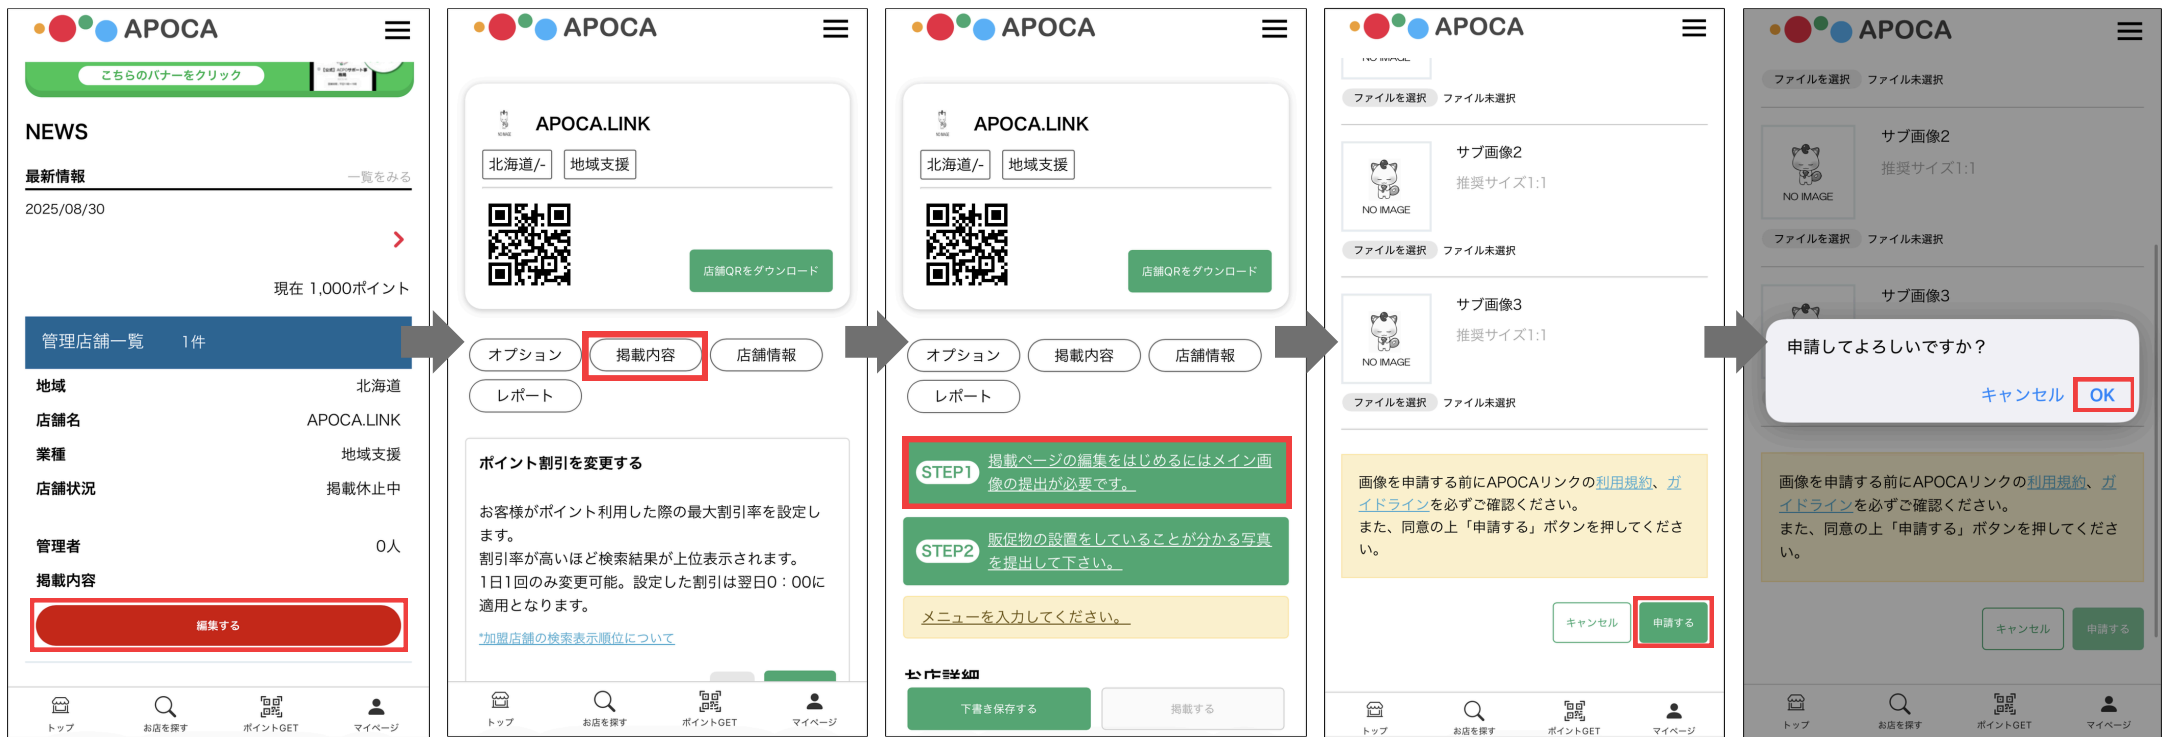 APOCA
こちらのバナーをクリック
NEWS
最新情報
一覧をみる
2025/08/30
現在 1,000ポイント
管理店舗一覧 1件
地域 北海道
店舗名 APOCA.LINK
業種 地域支援
店舗状況 掲載休止中
管理者 0人
掲載内容
編集する
トップ お店を探す ポイントGET マイページ
APOCA
NO IMAGE
APOCA.LINK
北海道/- 地域支援
店舗QRをダウンロード
オプション 掲載内容 店舗情報
レポート
ポイント割引を変更する
お客様がポイント利用した際の最大割引率を設定し
ます。
割引率が高いほど検索結果が上位表示されます。
1日1回のみ変更可能。設定した割引は翌日0：00に
適用となります。
*加盟店舗の検索表示順位について
トップ お店を探す ポイントGET マイページ
APOCA
NO IMAGE
APOCA.LINK
北海道/- 地域支援
店舗QRをダウンロード
オプション 掲載内容 店舗情報
レポート
STEP1 掲載ページの編集をはじめるにはメイン画
像の提出が必要です。
STEP2 販促物の設置をしていることが分かる写真
を提出して下さい。
メニューを入力してください。
お店詳細
下書き保存する 掲載する
トップ お店を探す ポイントGET マイページ
APOCA
NO IMAGE
ファイルを選択 ファイル未選択
サブ画像2
推奨サイズ1:1
NO IMAGE
ファイルを選択 ファイル未選択
サブ画像3
推奨サイズ1:1
NO IMAGE
ファイルを選択 ファイル未選択
画像を申請する前にAPOCAリンクの利用規約、ガ
イドラインを必ずご確認ください。
また、同意の上「申請する」ボタンを押してくださ
い。
キャンセル 申請する
トップ お店を探す ポイントGET マイページ
APOCA
ファイルを選択 ファイル未選択
サブ画像2
推奨サイズ1:1
NO IMAGE
ファイルを選択 ファイル未選択
サブ画像3
申請してよろしいですか？
キャンセル OK
画像を申請する前にAPOCAリンクの利用規約、ガ
イドラインを必ずご確認ください。
また、同意の上「申請する」ボタンを押してくださ
い。
キャンセル 申請する
トップ お店を探す ポイントGET マイページ